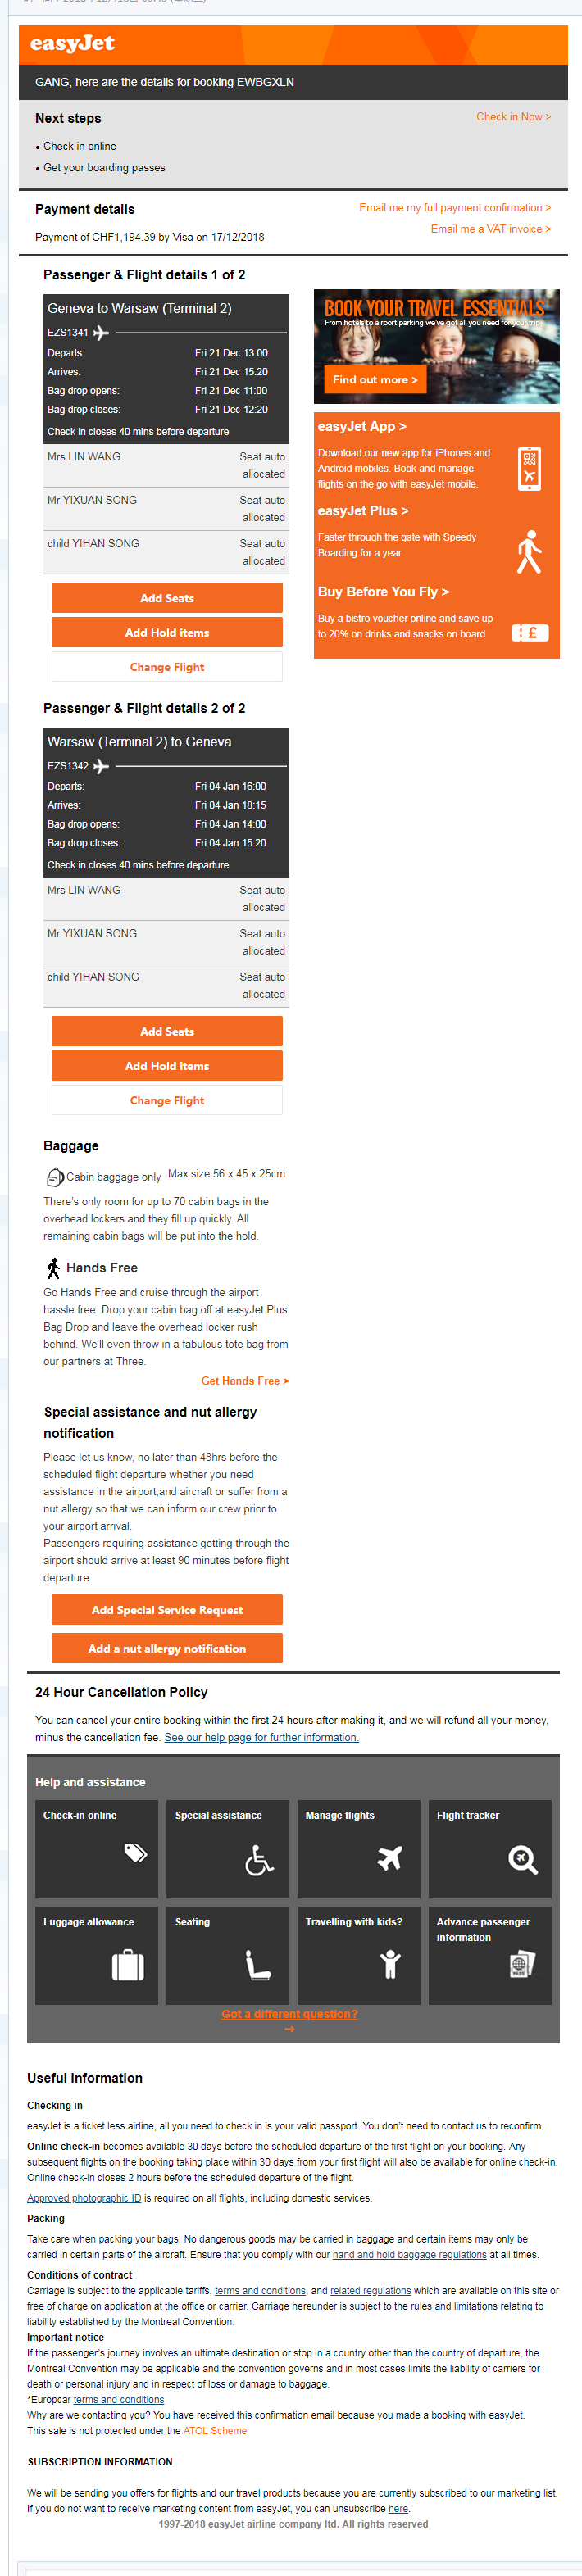 easyJet
GANG, here are the details for booking EWBGXLN
Next steps
Check in Now >
• Check in online
• Get your boarding passes
Payment details
Email me my full payment confirmation >
Payment of CHF1,194.39 by Visa on 17/12/2018
Email me a VAT invoice >
Passenger & Flight details 1 of 2
Geneva to Warsaw (Terminal 2)
EZS1341
Departs: Fri 21 Dec 13:00
Arrives: Fri 21 Dec 15:20
Bag drop opens: Fri 21 Dec 11:00
Bag drop closes: Fri 21 Dec 12:20
Check in closes 40 mins before departure
Mrs LIN WANG Seat auto
allocated
Mr YIXUAN SONG Seat auto
allocated
child YIHAN SONG Seat auto
allocated
Add Seats
Add Hold items
Change Flight
BOOK YOUR TRAVEL ESSENTIALS
From hotels to airport parking we've got all you need for your trip
Find out more >
easyJet App >
Download our new app for iPhones and
Android mobiles. Book and manage
flights on the go with easyJet mobile.
easyJet Plus >
Faster through the gate with Speedy
Boarding for a year
Buy Before You Fly >
Buy a bistro voucher online and save up
to 20% on drinks and snacks on board
£
Passenger & Flight details 2 of 2
Warsaw (Terminal 2) to Geneva
EZS1342
Departs: Fri 04 Jan 16:00
Arrives: Fri 04 Jan 18:15
Bag drop opens: Fri 04 Jan 14:00
Bag drop closes: Fri 04 Jan 15:20
Check in closes 40 mins before departure
Mrs LIN WANG Seat auto
allocated
Mr YIXUAN SONG Seat auto
allocated
child YIHAN SONG Seat auto
allocated
Add Seats
Add Hold items
Change Flight
Baggage
Cabin baggage only Max size 56 x 45 x 25cm
There's only room for up to 70 cabin bags in the
overhead lockers and they fill up quickly. All
remaining cabin bags will be put into the hold.
Hands Free
Go Hands Free and cruise through the airport
hassle free. Drop your cabin bag off at easyJet Plus
Bag Drop and leave the overhead locker rush
behind. We'll even throw in a fabulous tote bag from
our partners at Three.
Get Hands Free >
Special assistance and nut allergy
notification
Please let us know, no later than 48hrs before the
scheduled flight departure whether you need
assistance in the airport,and aircraft or suffer from a
nut allergy so that we can inform our crew prior to
your airport arrival.
Passengers requiring assistance getting through the
airport should arrive at least 90 minutes before flight
departure.
Add Special Service Request
Add a nut allergy notification
24 Hour Cancellation Policy
You can cancel your entire booking within the first 24 hours after making it, and we will refund all your money,
minus the cancellation fee. See our help page for further information.
Help and assistance
Check-in online Special assistance Manage flights Flight tracker
Luggage allowance Seating Travelling with kids? Advance passenger
information
Got a different question?
→
Useful information
Checking in
easyJet is a ticket less airline, all you need to check in is your valid passport. You don't need to contact us to reconfirm.
Online check-in becomes available 30 days before the scheduled departure of the first flight on your booking. Any
subsequent flights on the booking taking place within 30 days from your first flight will also be available for online check-in.
Online check-in closes 2 hours before the scheduled departure of the flight.
Approved photographic ID is required on all flights, including domestic services.
Packing
Take care when packing your bags. No dangerous goods may be carried in baggage and certain items may only be
carried in certain parts of the aircraft. Ensure that you comply with our hand and hold baggage regulations at all times.
Conditions of contract
Carriage is subject to the applicable tariffs, terms and conditions, and related regulations which are available on this site or
free of charge on application at the office or carrier. Carriage hereunder is subject to the rules and limitations relating to
liability established by the Montreal Convention.
Important notice
If the passenger's journey involves an ultimate destination or stop in a country other than the country of departure, the
Montreal Convention may be applicable and the convention governs and in most cases limits the liability of carriers for
death or personal injury and in respect of loss or damage to baggage.
*Europcar terms and conditions
Why are we contacting you? You have received this confirmation email because you made a booking with easyJet.
This sale is not protected under the ATOL Scheme
SUBSCRIPTION INFORMATION
We will be sending you offers for flights and our travel products because you are currently subscribed to our marketing list.
If you do not want to receive marketing content from easyJet, you can unsubscribe here.
1997-2018 easyJet airline company ltd. All rights reserved